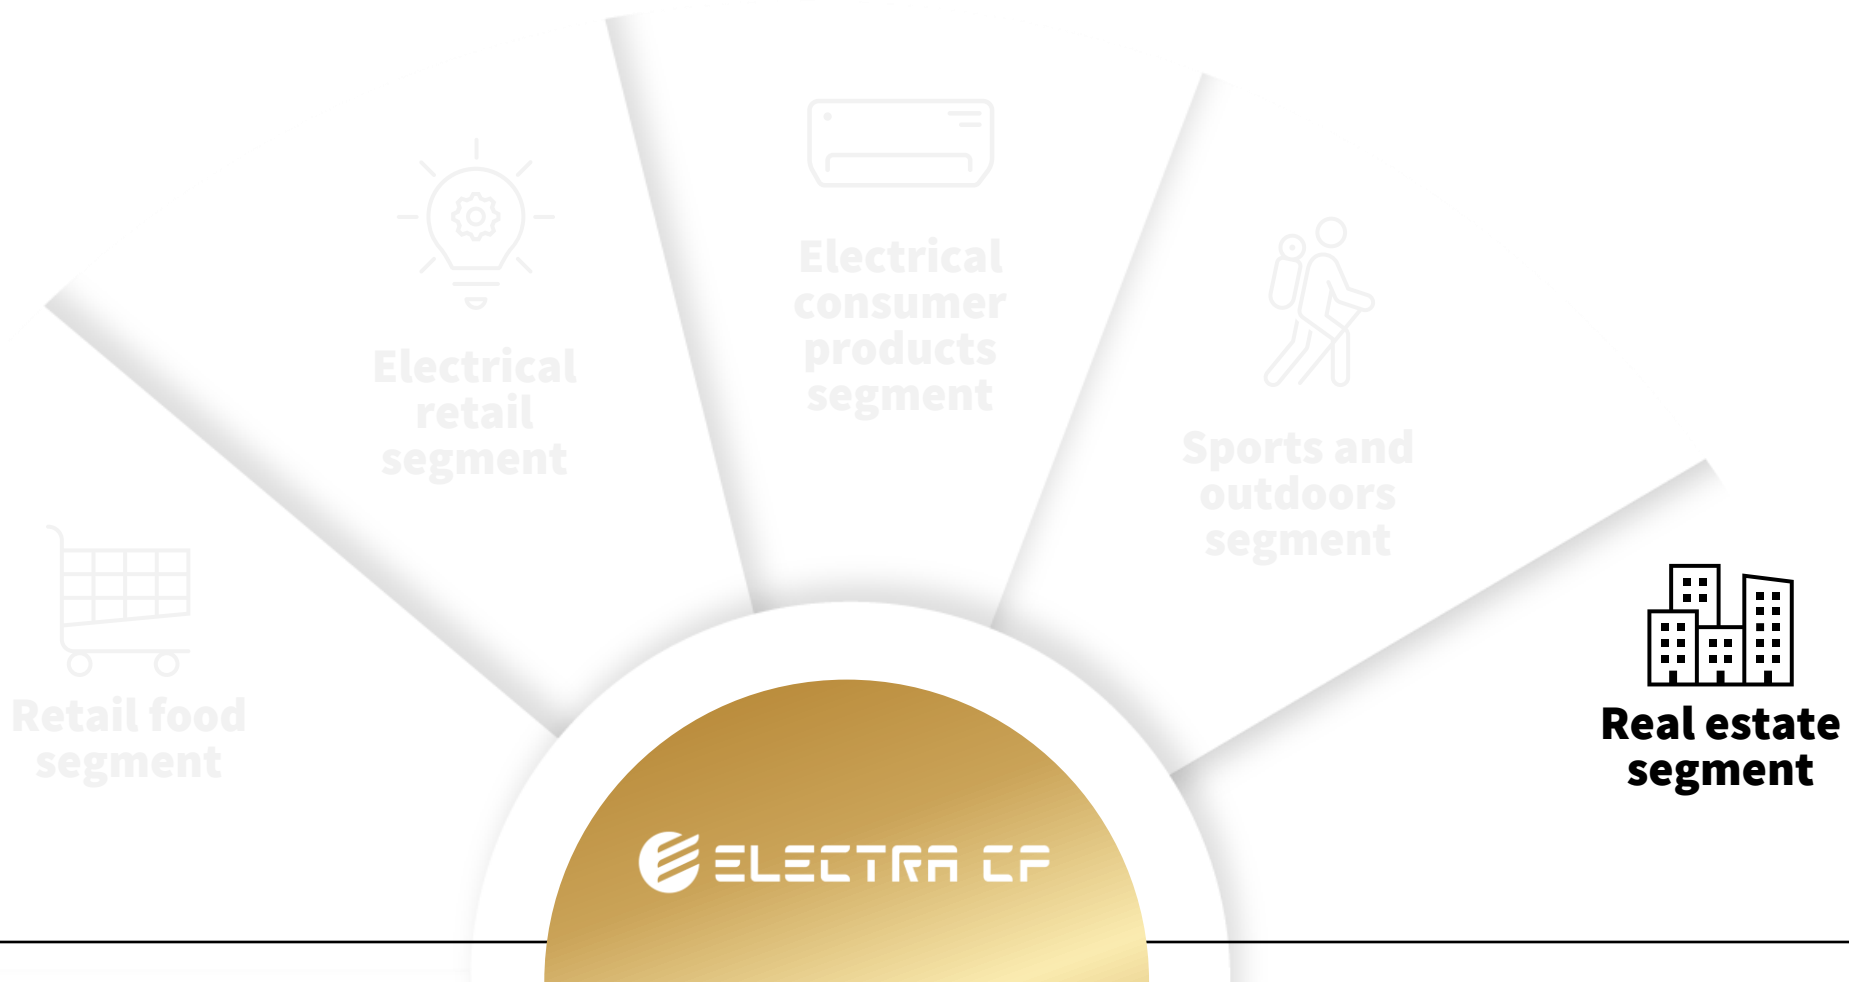 Electrical
retail
segment
Electrical
consumer
products
segment
Sports and
outdoors
segment
Retail food
segment
Real estate
segment
ELECTRA CP